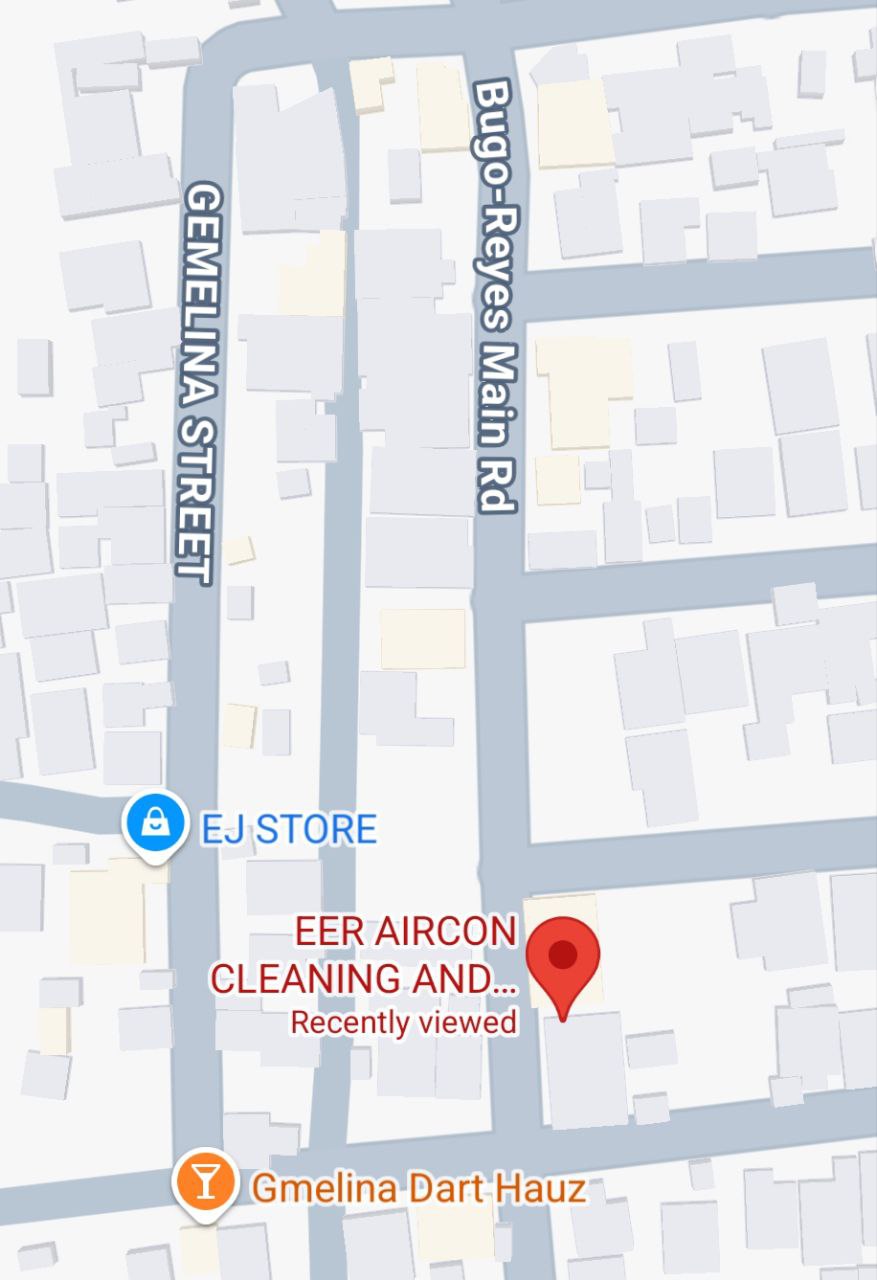 Bugo-Reyes Main Rd
GEMELINA STREET
EJ STORE
EER AIRCON
CLEANING AND...
Recently viewed
Gmelina Dart Hauz